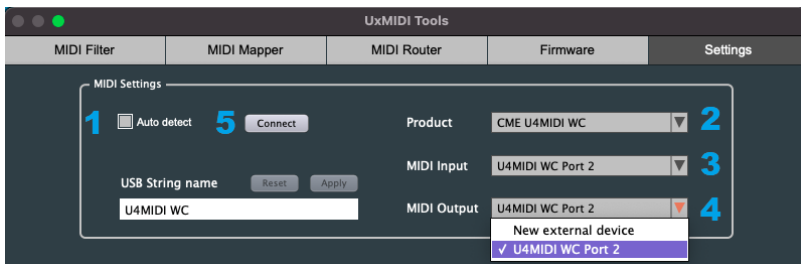 UxMIDI Tools
MIDI Filter MIDI Mapper MIDI Router Firmware Settings
MIDI Settings
1 Auto detect 5 Connect Product CME U4MIDI WC 2
MIDI Input U4MIDI WC Port 2 3
USB String name Reset Apply
U4MIDI WC MIDI Output U4MIDI WC Port 2 4
New external device
✓ U4MIDI WC Port 2